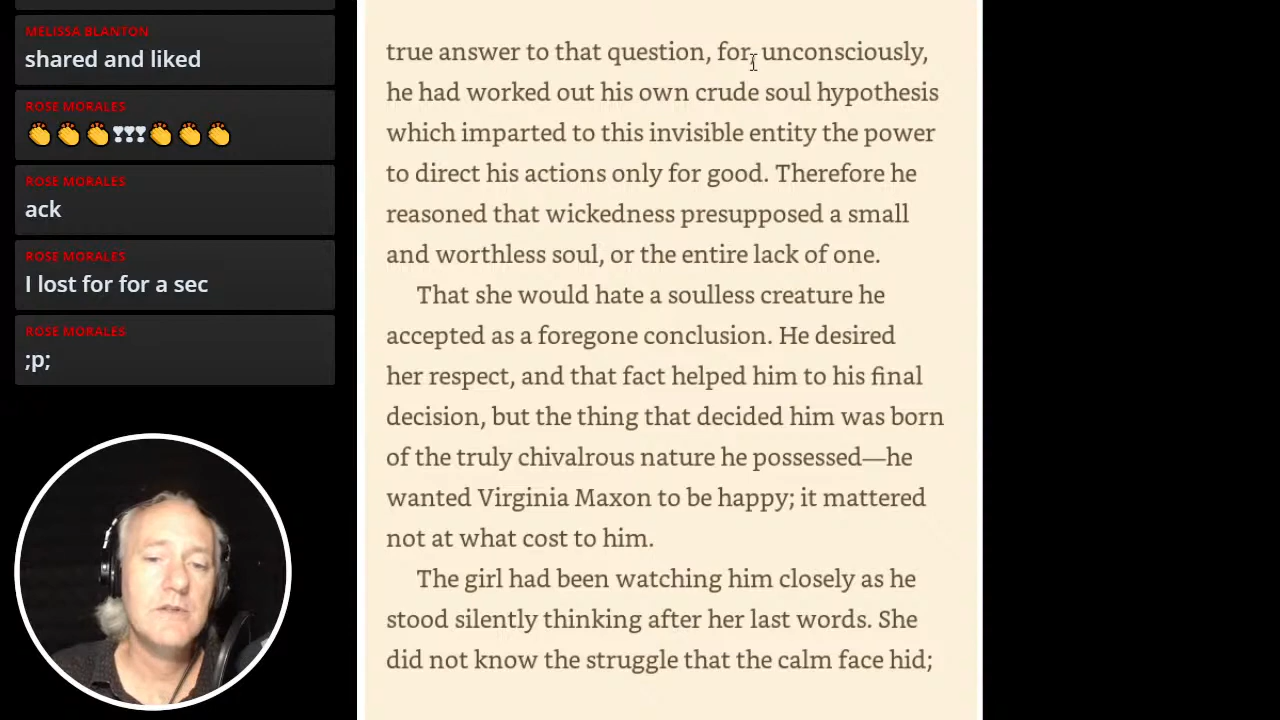 MELISSA BLANTON
shared and liked
ROSE MORALES
👏👏👏❣❣❣👏👏👏
ROSE MORALES
ack
ROSE MORALES
I lost for for a sec
ROSE MORALES
;p;
true answer to that question, for, unconsciously,
he had worked out his own crude soul hypothesis
which imparted to this invisible entity the power
to direct his actions only for good. Therefore he
reasoned that wickedness presupposed a small
and worthless soul, or the entire lack of one.
That she would hate a soulless creature he
accepted as a foregone conclusion. He desired
her respect, and that fact helped him to his final
decision, but the thing that decided him was born
of the truly chivalrous nature he possessed—he
wanted Virginia Maxon to be happy; it mattered
not at what cost to him.
The girl had been watching him closely as he
stood silently thinking after her last words. She
did not know the struggle that the calm face hid;